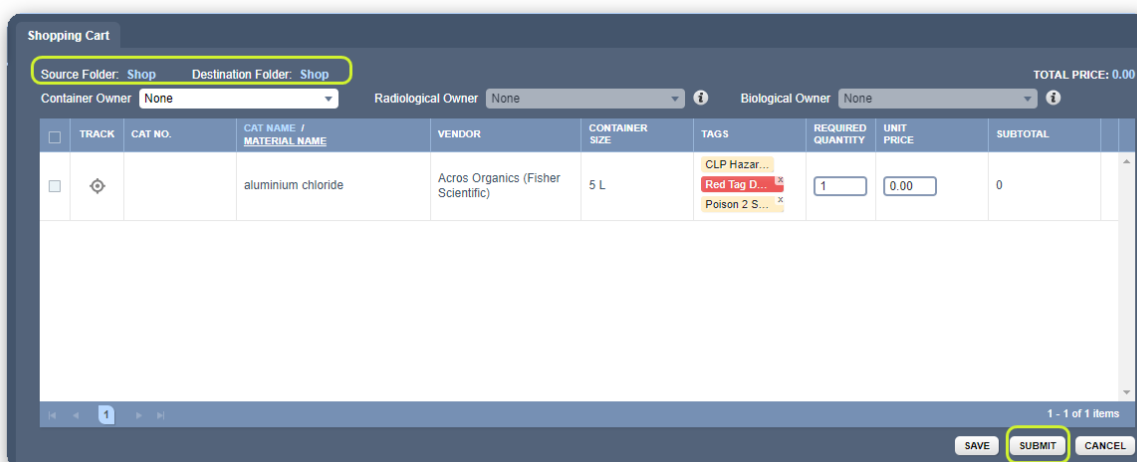 Shopping Cart
Source Folder: Shop Destination Folder: Shop TOTAL PRICE: 0.00
Container Owner None Radiological Owner None Biological Owner None
TRACK CAT NO. CAT NAME / MATERIAL NAME VENDOR CONTAINER SIZE TAGS REQUIRED QUANTITY UNIT PRICE SUBTOTAL
CLP Hazar...
aluminium chloride Acros Organics (Fisher Scientific) 5 L Red Tag D... x 1 0.00 0
Poison 2 S... x
1 1 - 1 of 1 items
SAVE SUBMIT CANCEL